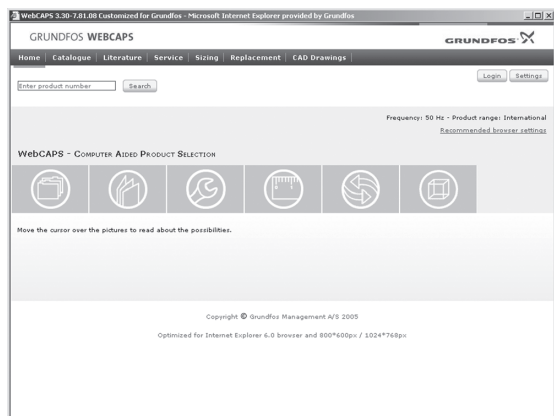 WebCAPS 3.30-7.81.08 Customized for Grundfos - Microsoft Internet Explorer provided by Grundfos
GRUNDFOS WEBCAPS
GRUNDFOS
Home Catalogue Literature Service Sizing Replacement CAD Drawings
Login Settings
Enter product number Search
Frequency: 50 Hz - Product range: International
Recommended browser settings
WebCAPS - Computer Aided Product Selection
Move the cursor over the pictures to read about the possibilities.
Copyright © Grundfos Management A/S 2005
Optimized for Internet Explorer 6.0 browser and 800*600px / 1024*768px